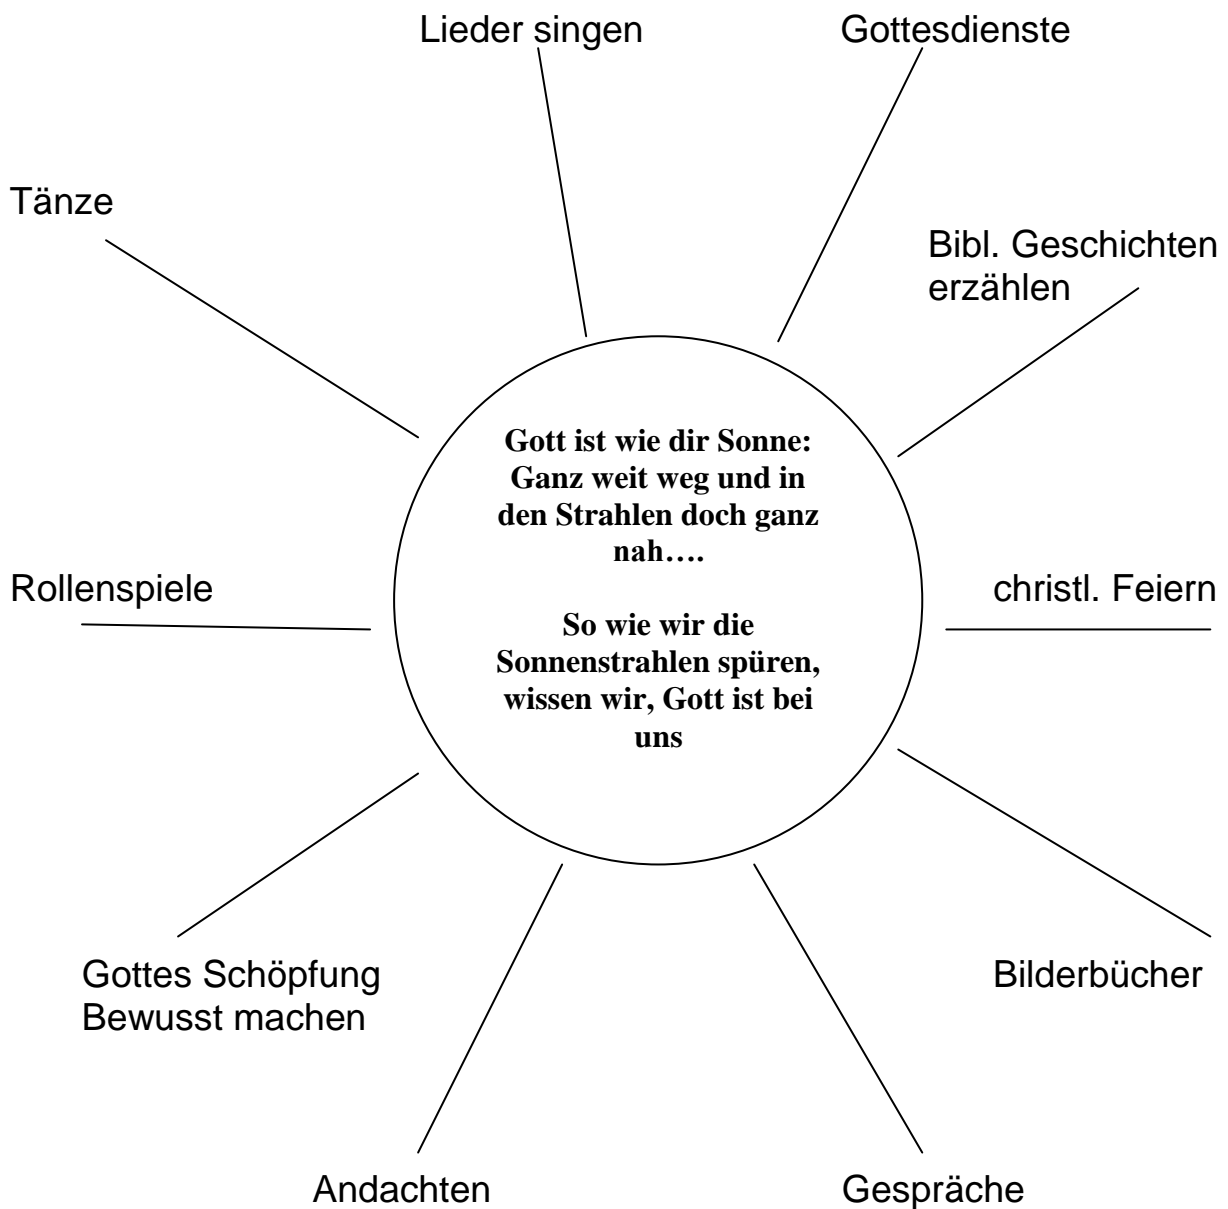 Lieder singen
Gottesdienste
Tänze
Bibl. Geschichten
erzählen
Gott ist wie dir Sonne:
Ganz weit weg und in
den Strahlen doch ganz
nah….
So wie wir die
Sonnenstrahlen spüren,
wissen wir, Gott ist bei
uns
Rollenspiele
christl. Feiern
Gottes Schöpfung
Bewusst machen
Bilderbücher
Andachten
Gespräche